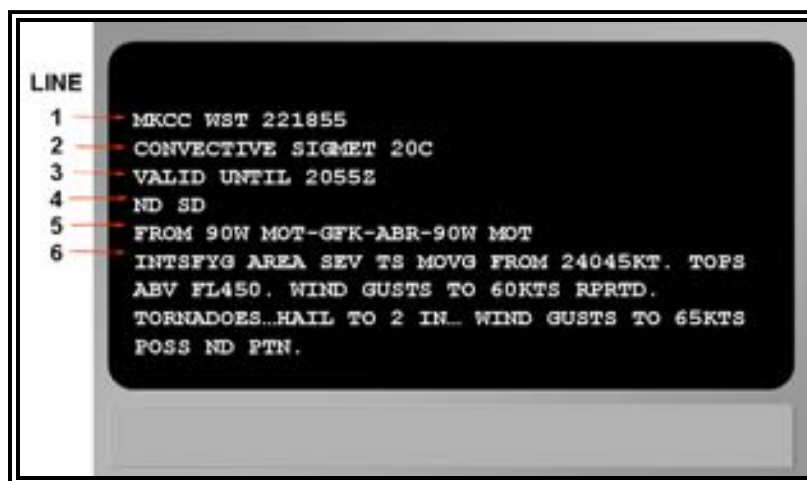 LINE
1 MKCC WST 221855
2 CONVECTIVE SIGMET 20C
3 VALID UNTIL 2055Z
4 ND SD
5 FROM 90W MOT-GFK-ABR-90W MOT
6 INTSFYG AREA SEV TS MOVG FROM 24045KT. TOPS
ABV FL450. WIND GUSTS TO 60KTS RPRTD.
TORNADOES…HAIL TO 2 IN… WIND GUSTS TO 65KTS
POSS ND PTN.